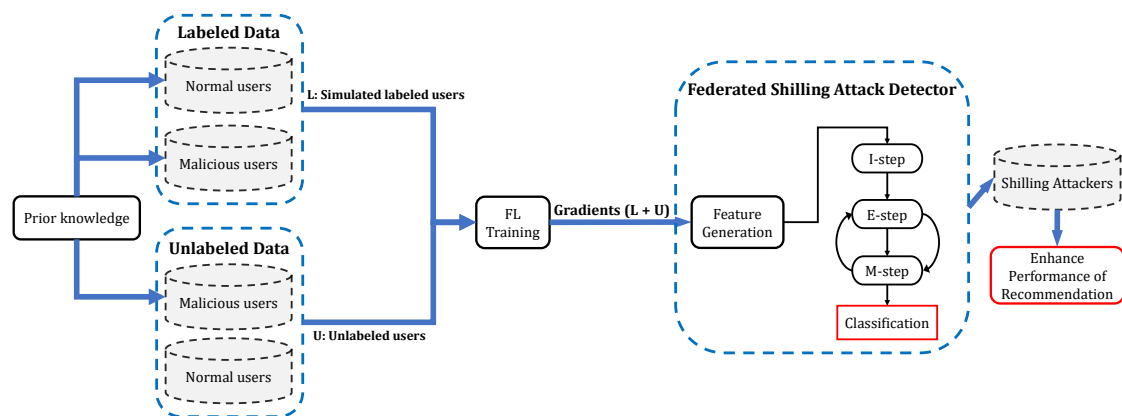 Labeled Data
Normal users
Malicious users
L: Simulated labeled users
Prior knowledge
Unlabeled Data
Malicious users
Normal users
U: Unlabeled users
FL
Training
Gradients (L + U)
Federated Shilling Attack Detector
Feature
Generation
I-step
E-step
M-step
Classification
Shilling Attackers
Enhance
Performance of
Recommendation